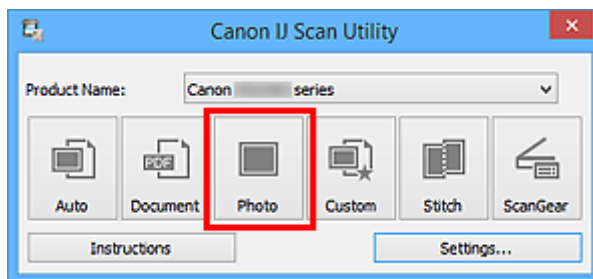 Canon IJ Scan Utility
Product Name: Canon series
PDF
Auto Document Photo Custom Stitch ScanGear
Instructions Settings...